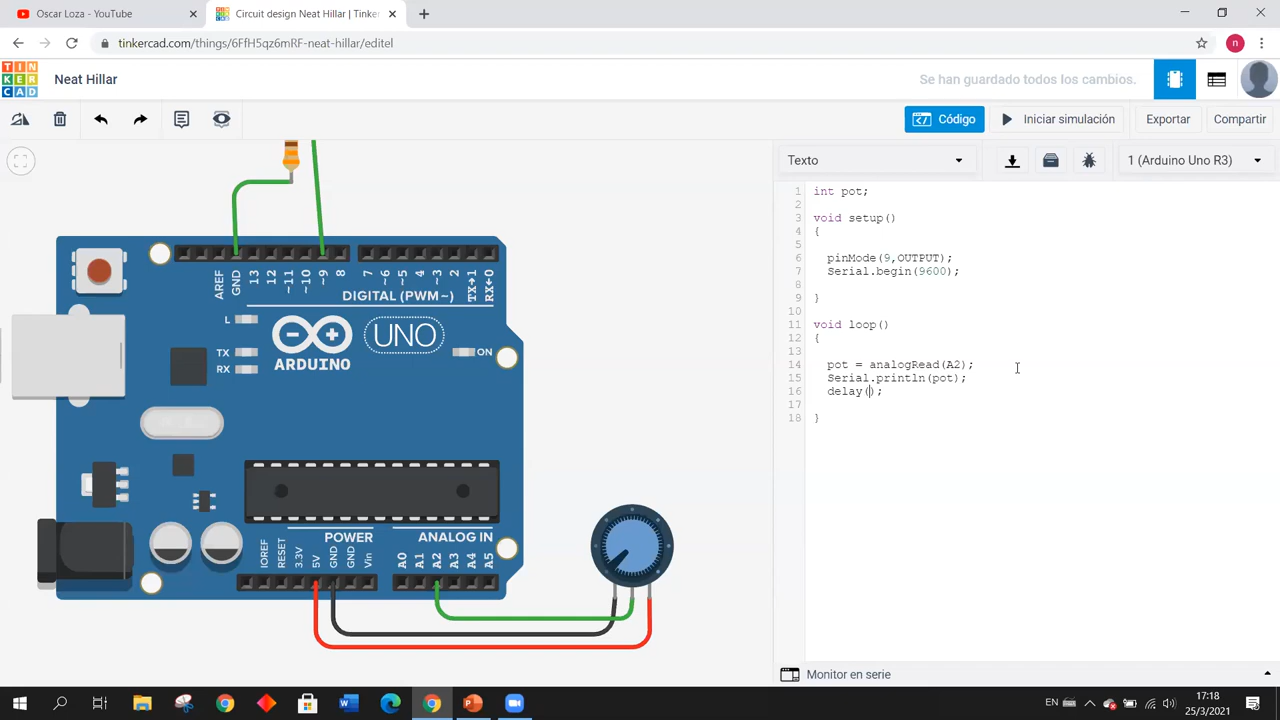 Oscar Loza - YouTube
Circuit design Neat Hillar | Tinker
tinkercad.com/things/6FfH5qz6mRF-neat-hillar/editel
n
TIN
KER
CAD
Neat Hillar
Se han guardado todos los cambios.
Código
Iniciar simulación
Exportar
Compartir
Texto
1 (Arduino Uno R3)
1 int pot;
2
3 void setup()
4 {
5
6 pinMode(9,OUTPUT);
7 Serial.begin(9600);
8
9 }
10
11 void loop()
12 {
13
14 pot = analogRead(A2);
15 Serial.println(pot);
16 delay();
17
18 }
AREF
GND
13
12
~11
~10
~9
8
7
~6
~5
4
~3
2
TX→1
RX←0
DIGITAL (PWM ~)
L
TX
RX
ARDUINO
UNO
ON
POWER
ANALOG IN
IOREF
RESET
3.3V
5V
GND
GND
Vin
A0
A1
A2
A3
A4
A5
Monitor en serie
EN
17:18
25/3/2021